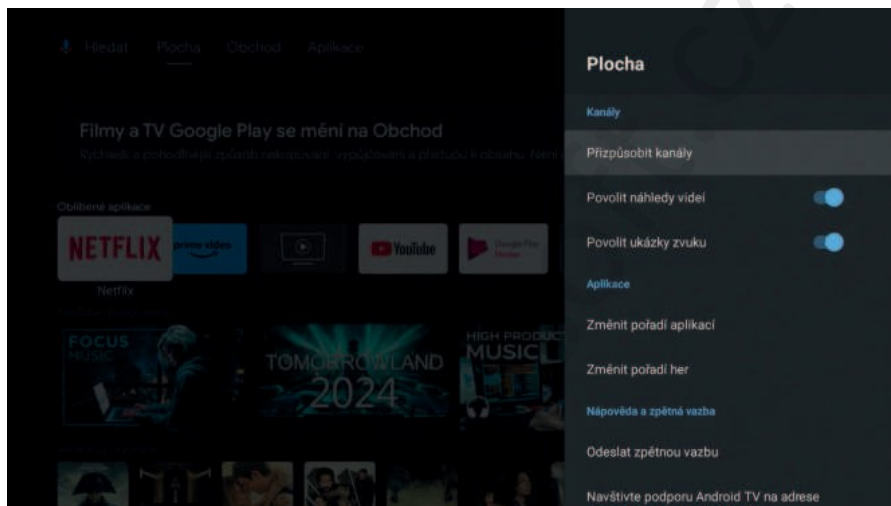 Hledat Plocha Obchod Aplikace
Filmy a TV Google Play se mění na Obchod
Oblíbené aplikace
NETFLIX prime video YouTube Google Play
Netflix
FOCUS
MUSIC
TOMORROWLAND
2024
HIGH PRODUC
MUSIC
Plocha
Kanály
Přizpůsobit kanály
Povolit náhledy videí
Povolit ukázky zvuku
Aplikace
Změnit pořadí aplikací
Změnit pořadí her
Nápověda a zpětná vazba
Odeslat zpětnou vazbu
Navštivte podporu Android TV na adrese